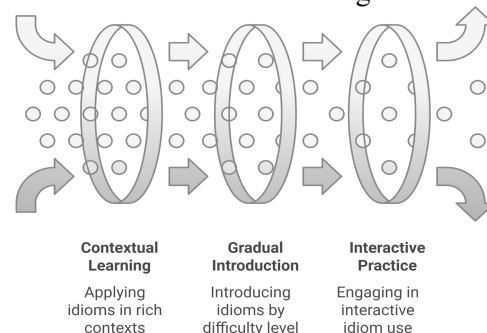 Contextual
Learning
Applying
idioms in rich
contexts
Gradual
Introduction
Introducing
idioms by
difficulty level
Interactive
Practice
Engaging in
interactive
idiom use